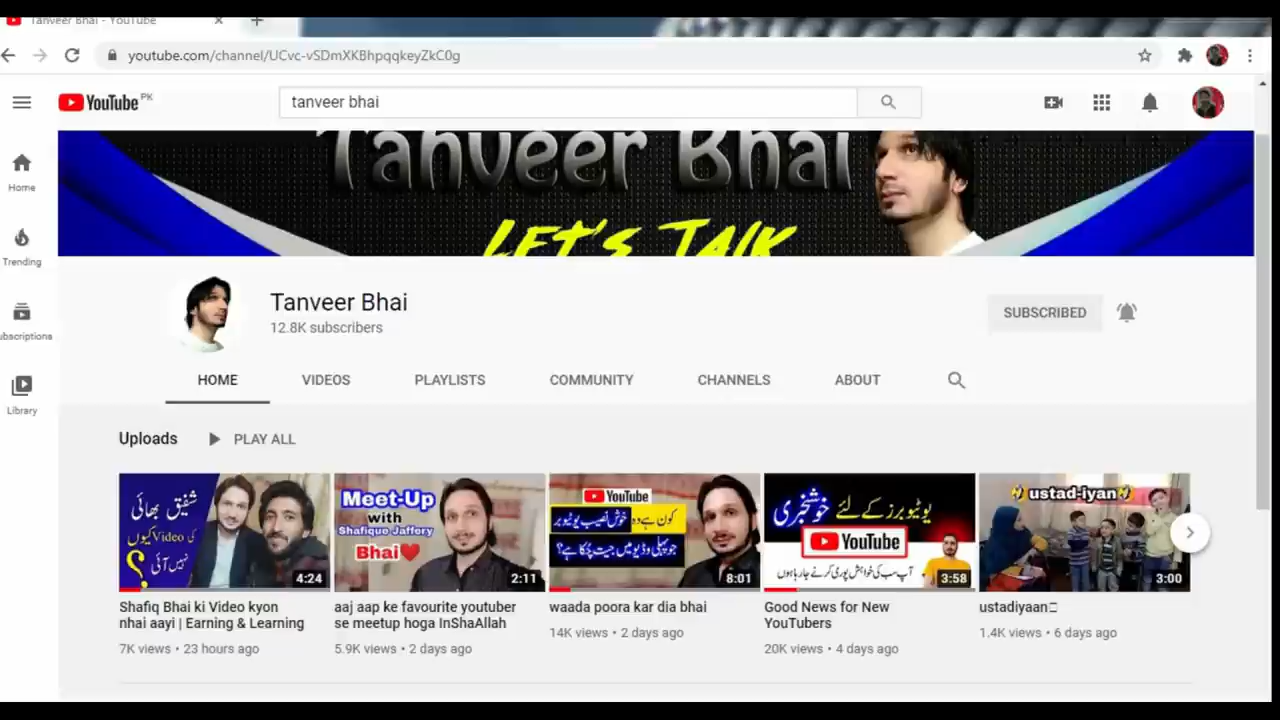 Tanveer Bhai - YouTube
youtube.com/channel/UCvc-vSDmXKBhpqqkeyZkC0g
YouTube PK
tanveer bhai
Tanveer Bhai
LET'S TALK
Home
Trending
ubscriptions
Library
Tanveer Bhai
12.8K subscribers
SUBSCRIBED
HOME VIDEOS PLAYLISTS COMMUNITY CHANNELS ABOUT
Uploads PLAY ALL
شفیق بھائی
کی Video کیوں
نہیں آئی
؟
4:24
Meet-Up
with
Shafique Jaffery
Bhai❤
2:11
YouTube
کون ہے وہ خوش نصیب یوٹیوبر
جو پہلی وڈیو میں جیت چکا ہے؟
8:01
یوٹیوبرز کے لئے خوشخبری
YouTube
آپ سب کی خواہش پوری کرنے جا رہا ہوں
3:58
🤣ustad-iyan🤣
3:00
Shafiq Bhai ki Video kyon
nhai aayi | Earning & Learning
7K views • 23 hours ago
aaj aap ke favourite youtuber
se meetup hoga InShaAllah
5.9K views • 2 days ago
waada poora kar dia bhai
14K views • 2 days ago
Good News for New
YouTubers
20K views • 4 days ago
ustadiyaan
1.4K views • 6 days ago